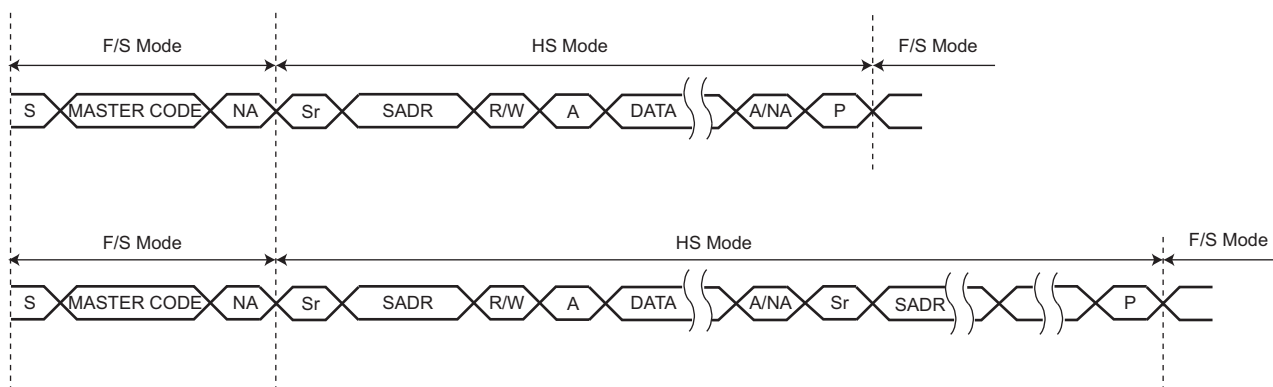 F/S Mode HS Mode F/S Mode
S MASTER CODE NA Sr SADR R/W A DATA A/NA P
F/S Mode HS Mode F/S Mode
S MASTER CODE NA Sr SADR R/W A DATA A/NA Sr SADR P